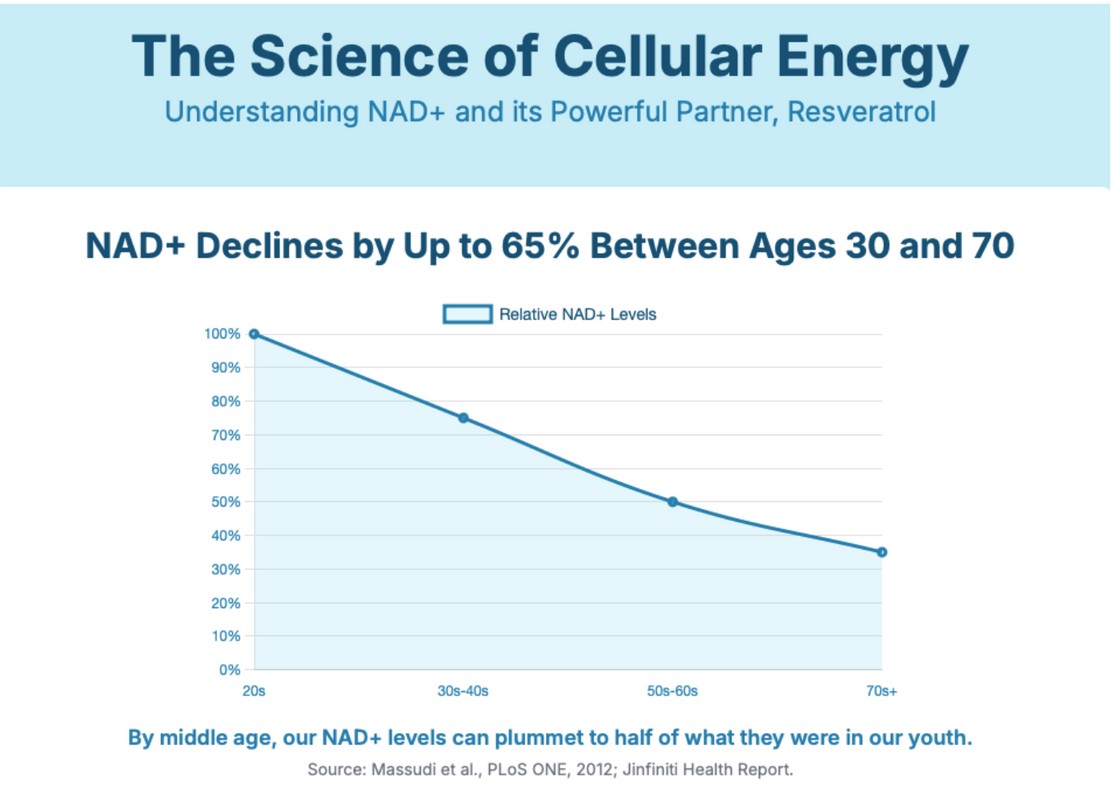 The Science of Cellular Energy
Understanding NAD+ and its Powerful Partner, Resveratrol
NAD+ Declines by Up to 65% Between Ages 30 and 70
Relative NAD+ Levels
100%
90%
80%
70%
60%
50%
40%
30%
20%
10%
0%
20s
30s-40s
50s-60s
70s+
By middle age, our NAD+ levels can plummet to half of what they were in our youth.
Source: Massudi et al., PLoS ONE, 2012; Jinfiniti Health Report.